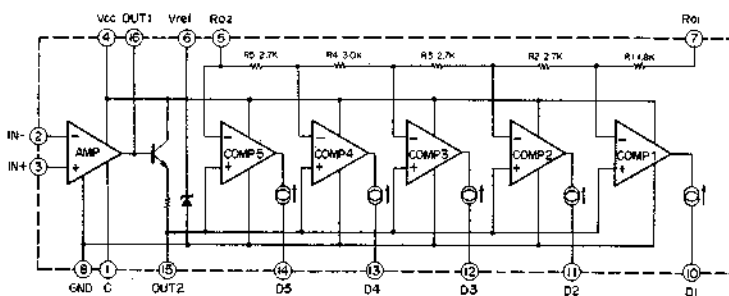 Vcc OUT1 Vref Ro2 Ro1
4 16 6 5 7
R5 2.7K R4 3.0K R3 2.7K R2 2.7K R1 4.8K
IN- 2
IN+ 3
- + AMP
- + COMP5
- + COMP4
- + COMP3
- + COMP2
- + COMP1
8 1 15 14 13 12 11 10
GND C OUT2 D5 D4 D3 D2 D1